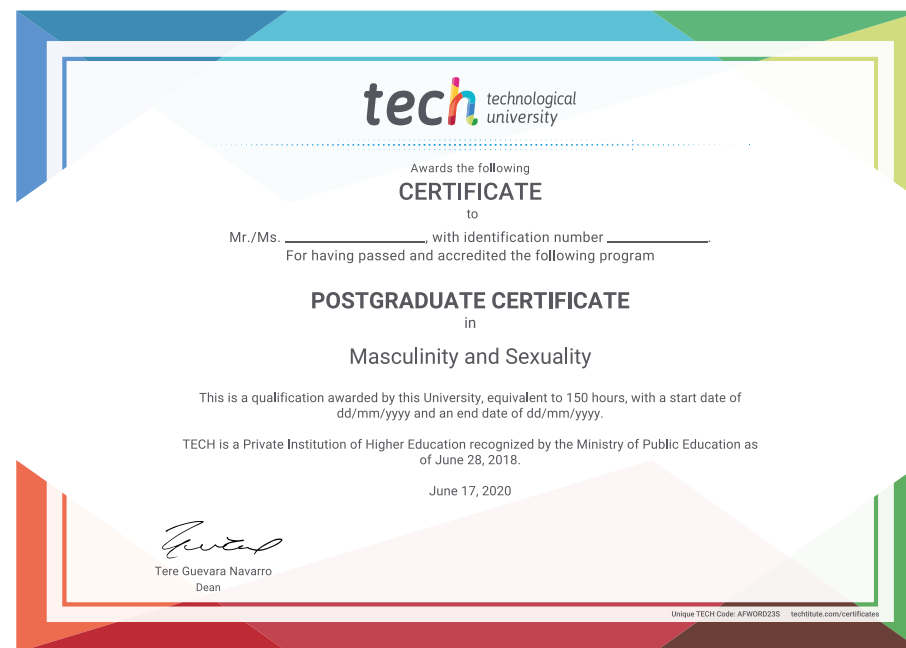 tech technological
university
Awards the following
CERTIFICATE
to
Mr./Ms. ____________________, with identification number ______________.
For having passed and accredited the following program
POSTGRADUATE CERTIFICATE
in
Masculinity and Sexuality
This is a qualification awarded by this University, equivalent to 150 hours, with a start date of
dd/mm/yyyy and an end date of dd/mm/yyyy.
TECH is a Private Institution of Higher Education recognized by the Ministry of Public Education as
of June 28, 2018.
June 17, 2020
Tere Guevara Navarro
Dean
Unique TECH Code: AFWORD23S techtitute.com/certificates